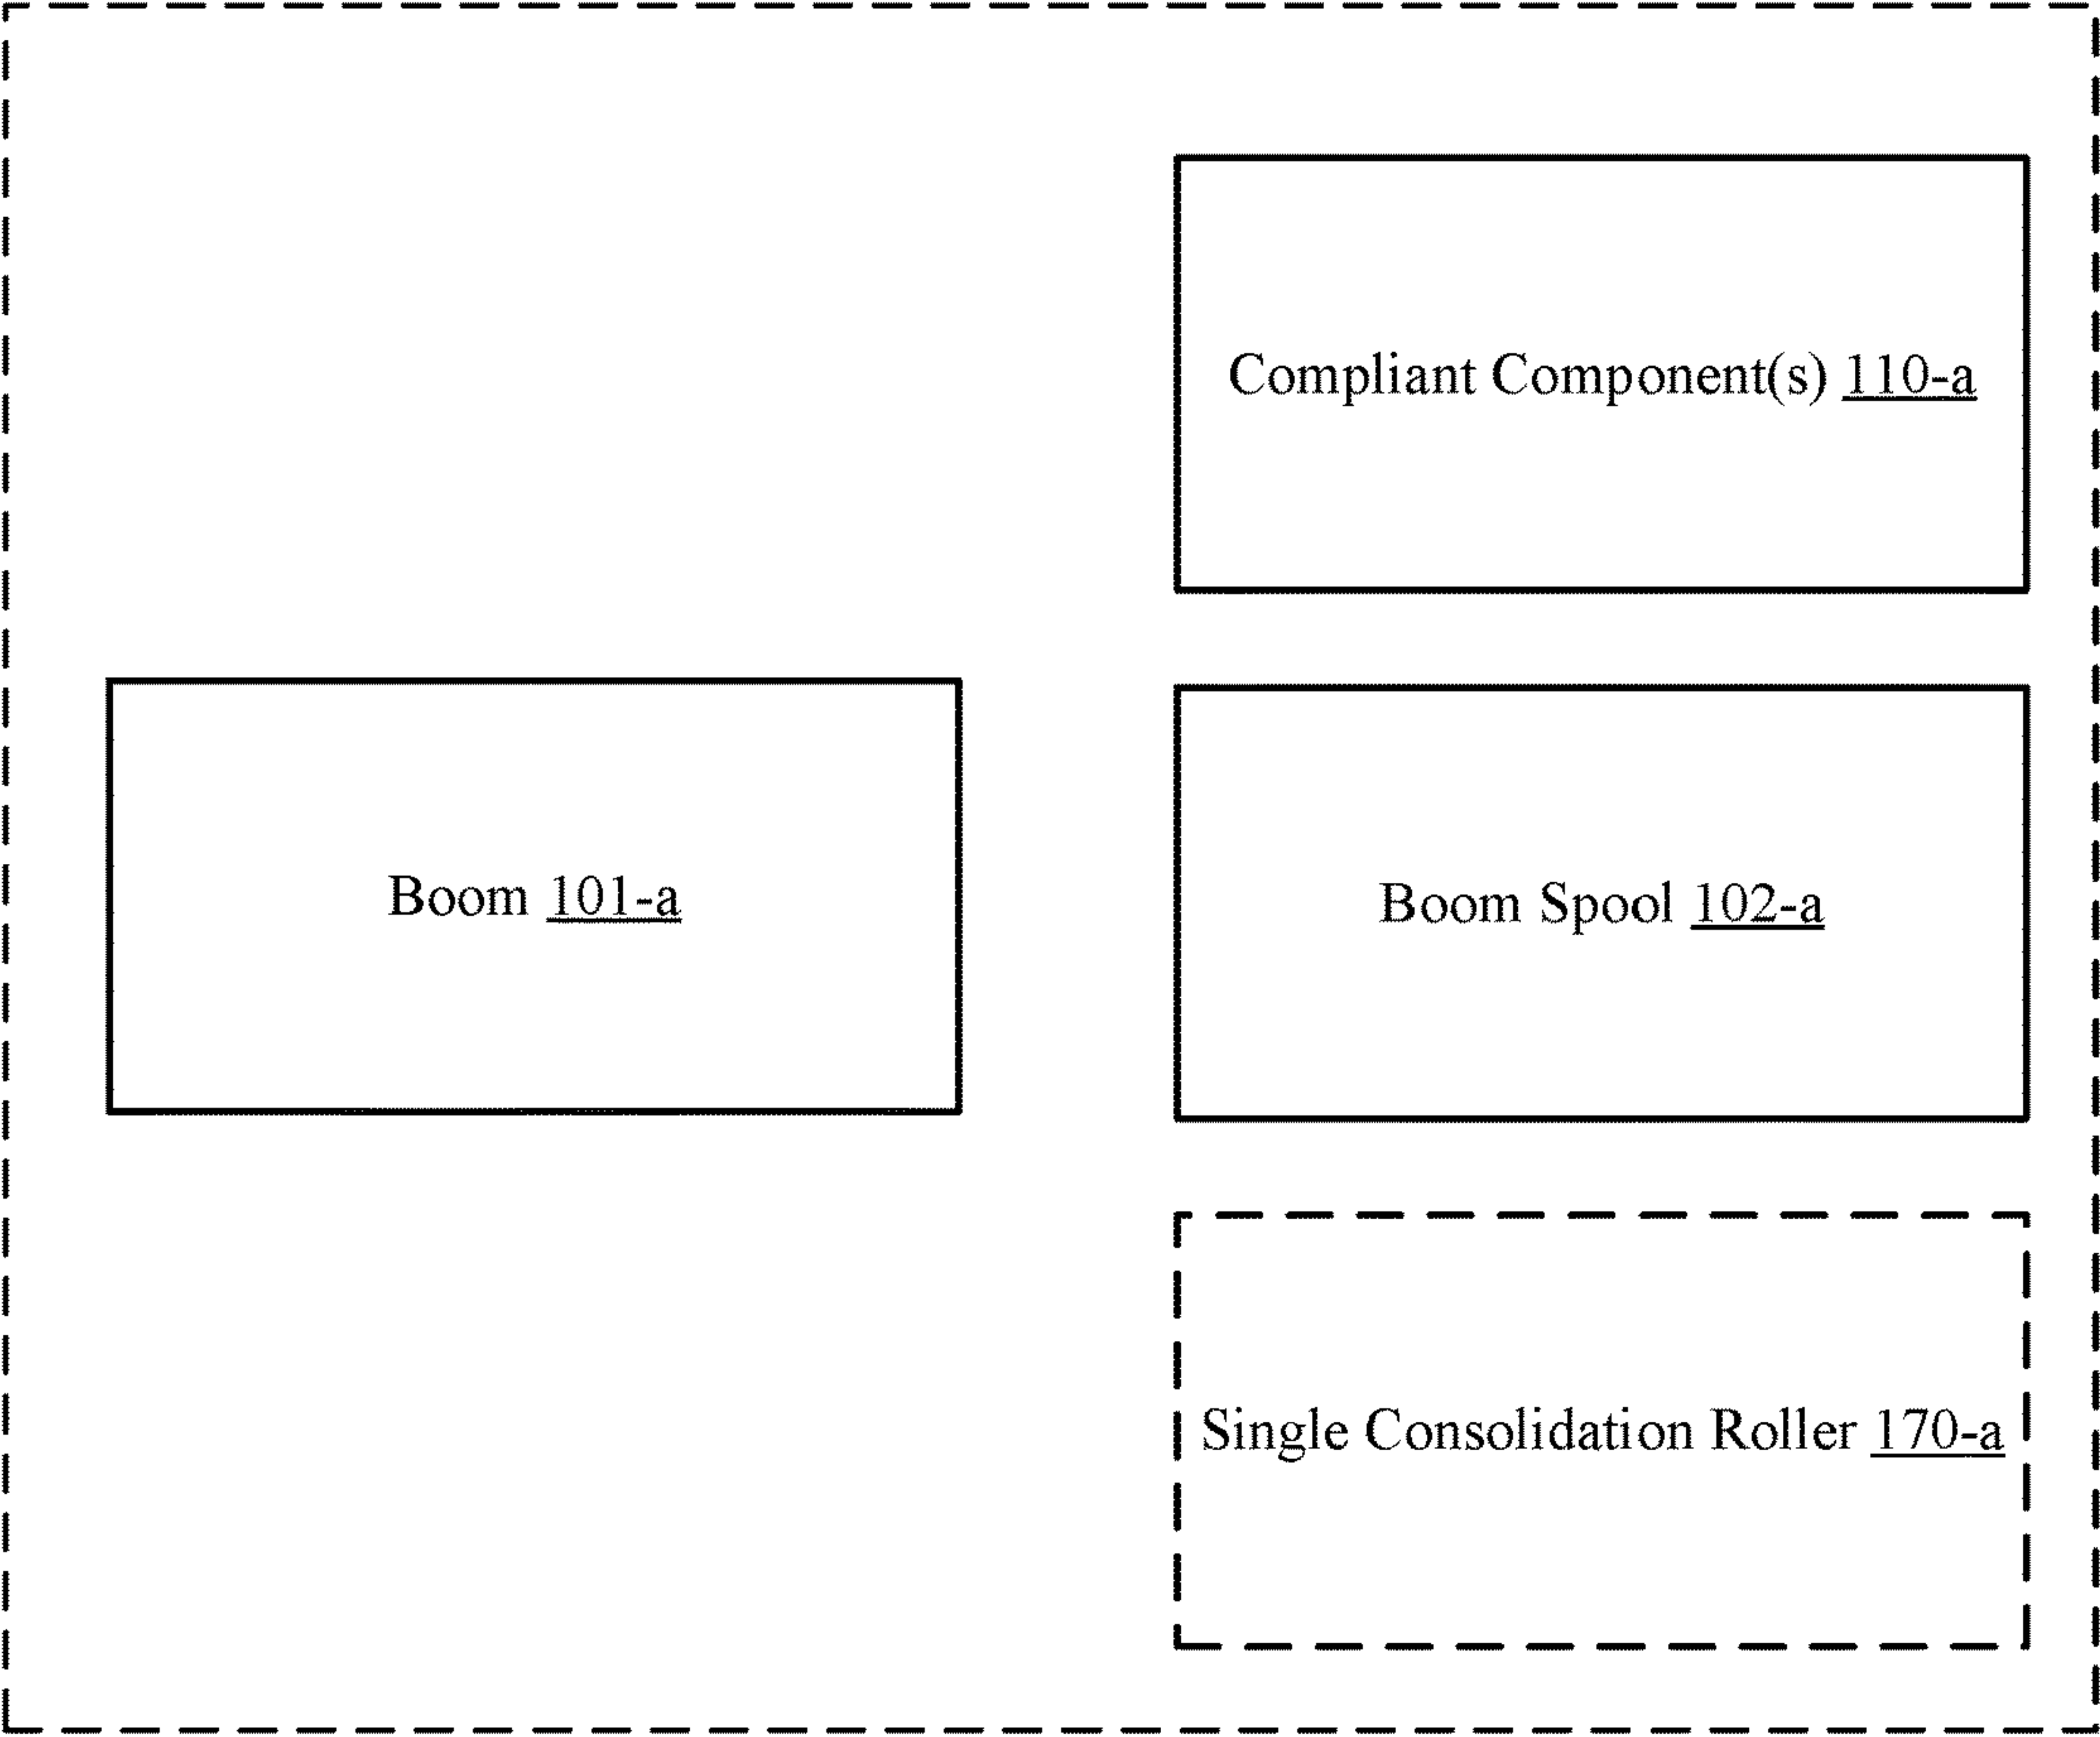 Compliant Component(s) 110-a
Boom 101-a
Boom Spool 102-a
Single Consolidation Roller 170-a